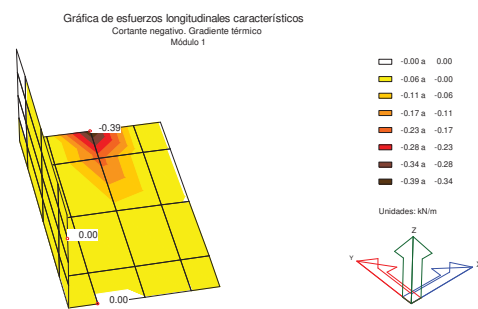 Gráfica de esfuerzos longitudinales característicos
Cortante negativo. Gradiente térmico
Módulo 1
-0.00 a 0.00
-0.06 a -0.00
-0.11 a -0.06
-0.17 a -0.11
-0.23 a -0.17
-0.28 a -0.23
-0.34 a -0.28
-0.39 a -0.34
-0.39
0.00
0.00
Unidades: kN/m
Z
Y
X